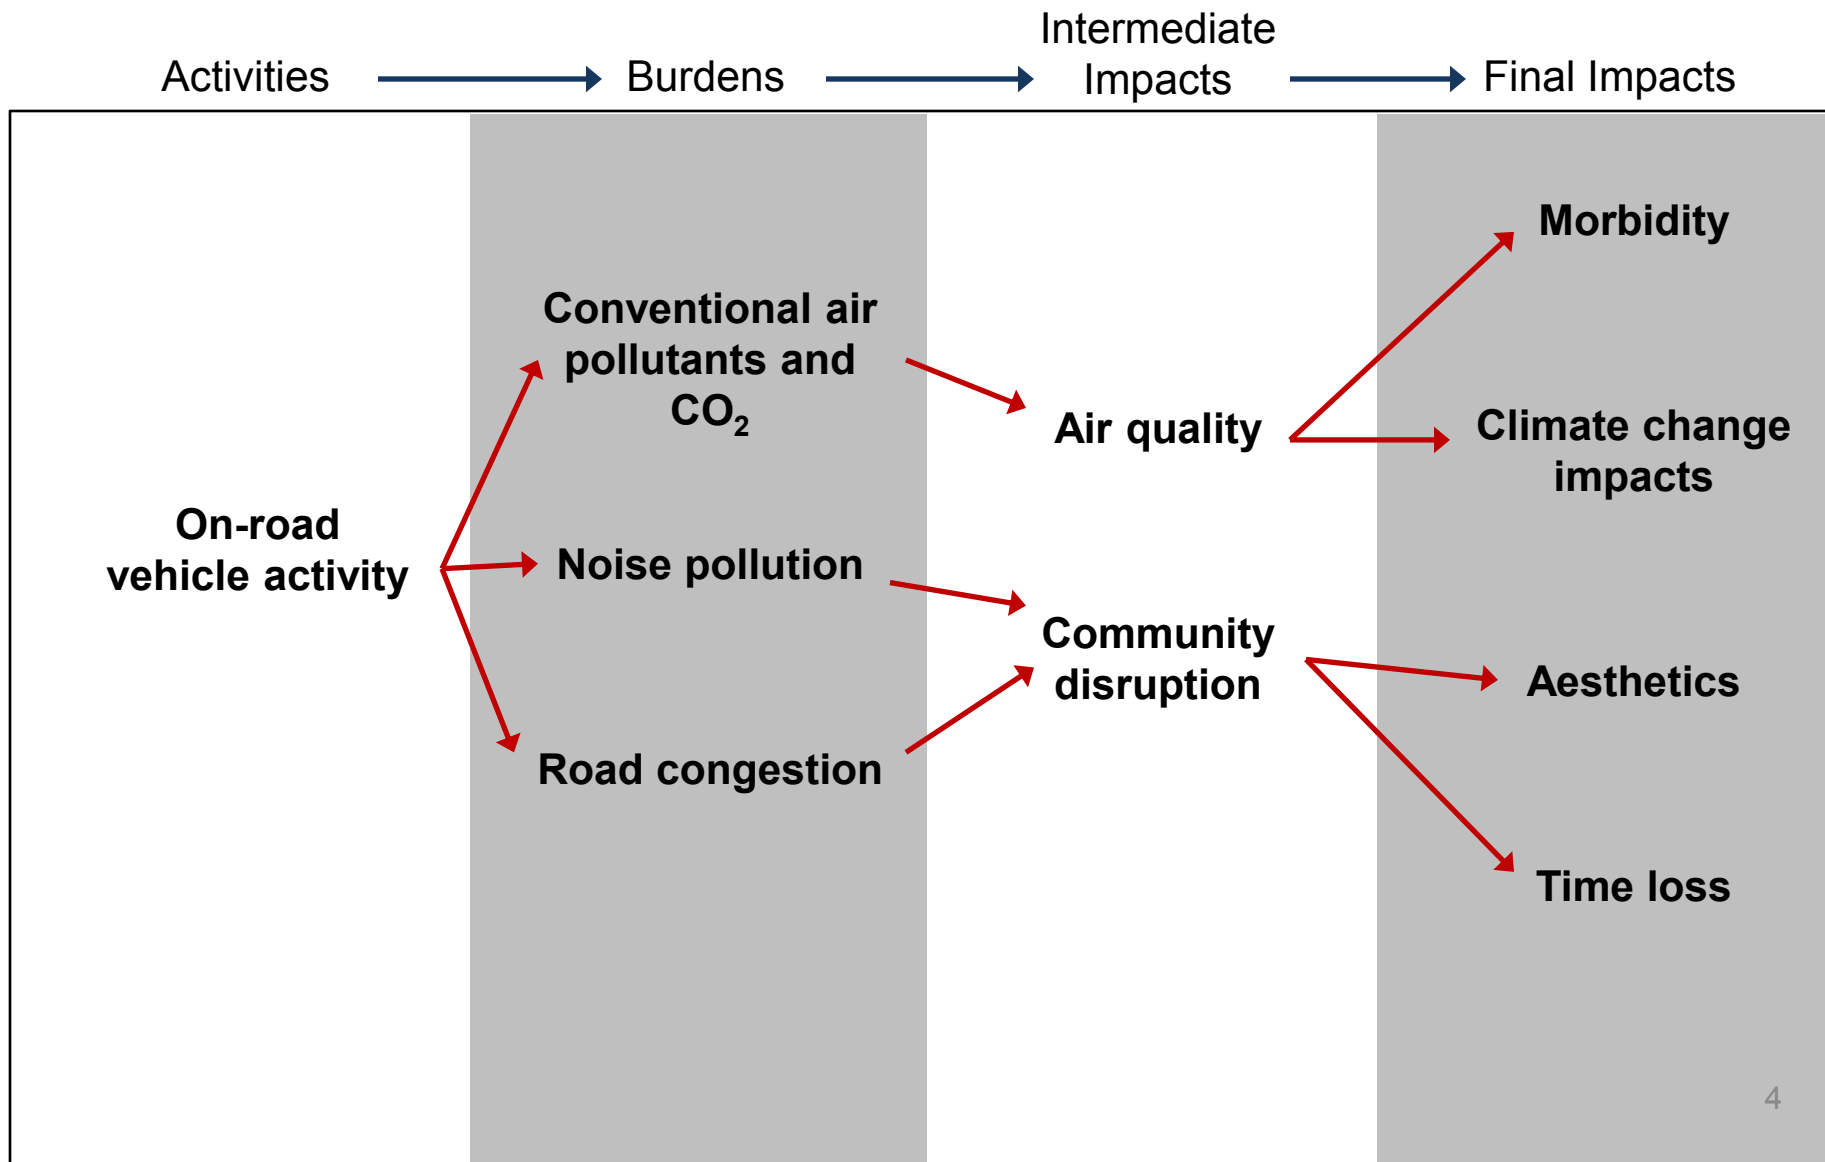 Activities
Burdens
Intermediate
Impacts
Final Impacts
On-road
vehicle activity
Conventional air
pollutants and
CO₂
Noise pollution
Road congestion
Air quality
Community
disruption
Morbidity
Climate change
impacts
Aesthetics
Time loss
4